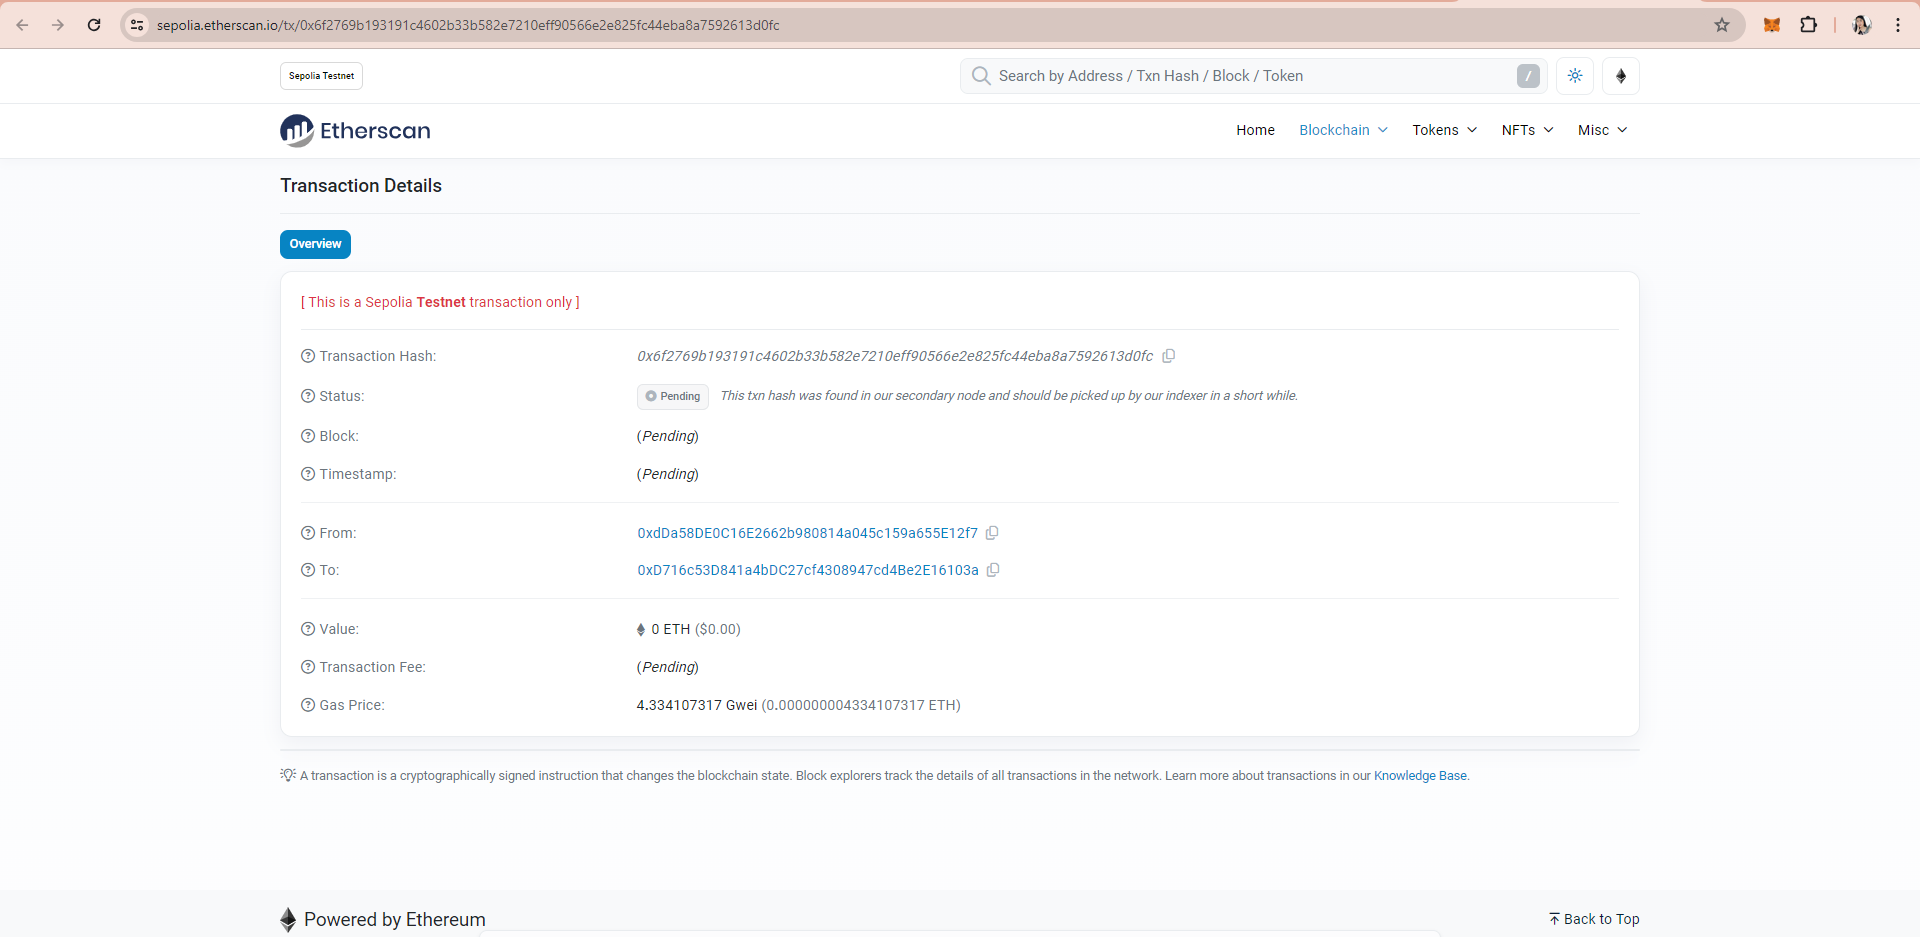 sepolia.etherscan.io/tx/0x6f2769b193191c4602b33b582e7210eff90566e2e825fc44eba8a7592613d0fc
Sepolia Testnet
Search by Address / Txn Hash / Block / Token /
Etherscan
Home Blockchain Tokens NFTs Misc
Transaction Details
Overview
[ This is a Sepolia Testnet transaction only ]
Transaction Hash: 0x6f2769b193191c4602b33b582e7210eff90566e2e825fc44eba8a7592613d0fc
Status: Pending This txn hash was found in our secondary node and should be picked up by our indexer in a short while.
Block: (Pending)
Timestamp: (Pending)
From: 0xdDa58DE0C16E2662b980814a045c159a655E12f7
To: 0xD716c53D841a4bDC27cf4308947cd4Be2E16103a
Value: 0 ETH ($0.00)
Transaction Fee: (Pending)
Gas Price: 4.334107317 Gwei (0.000000004334107317 ETH)
A transaction is a cryptographically signed instruction that changes the blockchain state. Block explorers track the details of all transactions in the network. Learn more about transactions in our Knowledge Base.
Powered by Ethereum
Back to Top